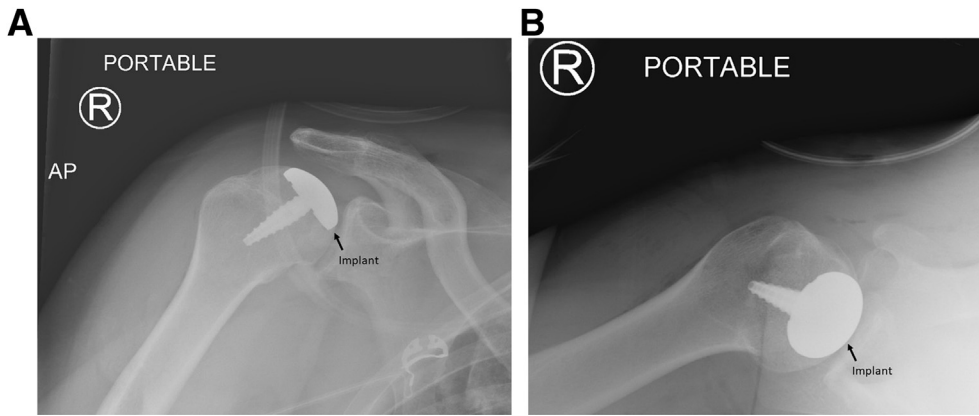 A
PORTABLE
R
AP
Implant
B
R
PORTABLE
Implant